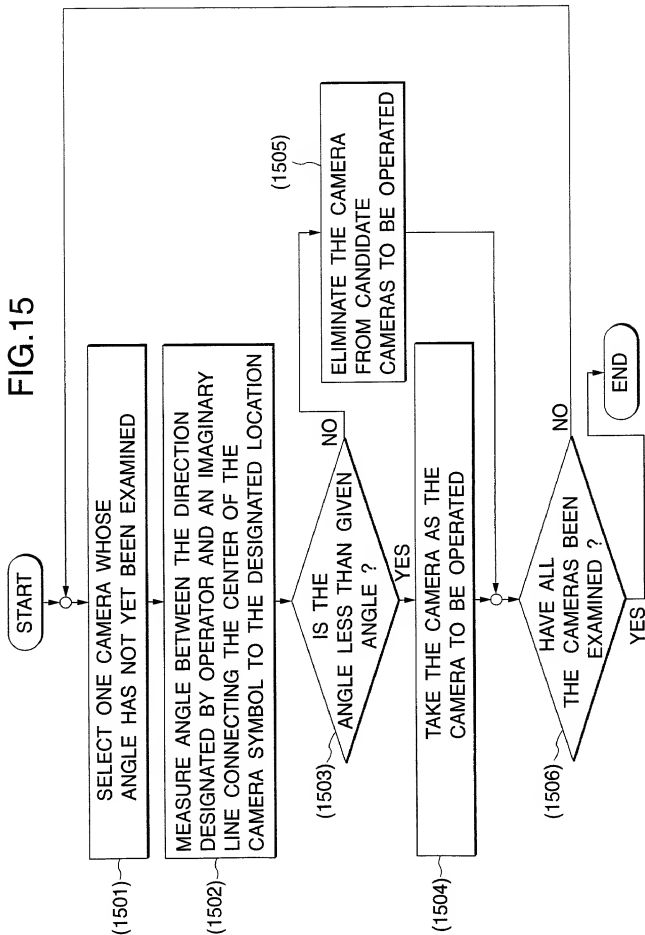 FIG.15
START
SELECT ONE CAMERA WHOSE
ANGLE HAS NOT YET BEEN EXAMINED
(1501)
MEASURE ANGLE BETWEEN THE DIRECTION
DESIGNATED BY OPERATOR AND AN IMAGINARY
LINE CONNECTING THE CENTER OF THE
CAMERA SYMBOL TO THE DESIGNATED LOCATION
(1502)
IS THE
ANGLE LESS THAN GIVEN
ANGLE ?
(1503)
NO
YES
ELIMINATE THE CAMERA
FROM CANDIDATE
CAMERAS TO BE OPERATED
(1505)
TAKE THE CAMERA AS THE
CAMERA TO BE OPERATED
(1504)
HAVE ALL
THE CAMERAS BEEN
EXAMINED ?
(1506)
NO
YES
END